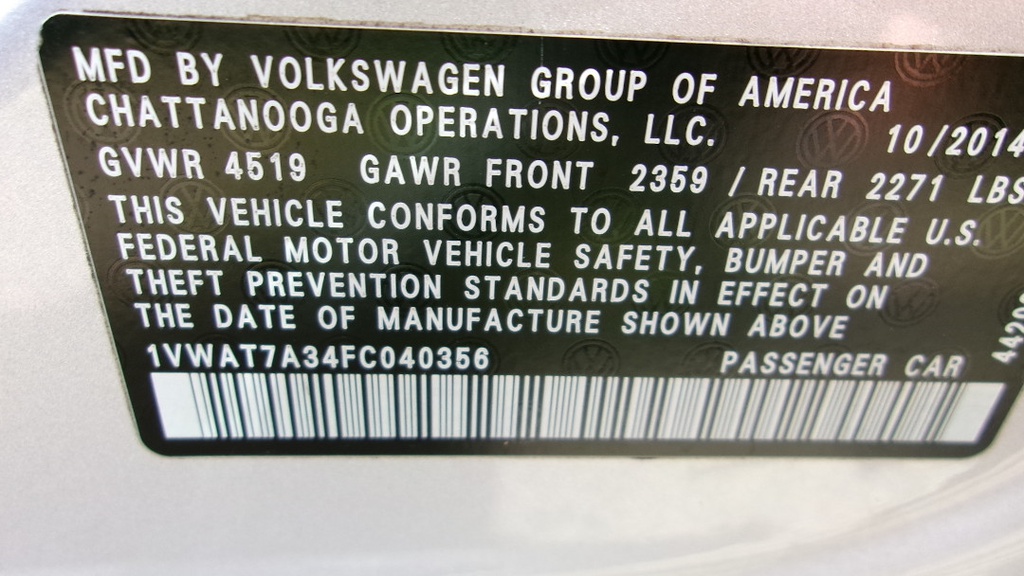 MFD BY VOLKSWAGEN GROUP OF AMERICA
CHATTANOOGA OPERATIONS, LLC. 10/2014
GVWR 4519 GAWR FRONT 2359 / REAR 2271 LBS
THIS VEHICLE CONFORMS TO ALL APPLICABLE U.S.
FEDERAL MOTOR VEHICLE SAFETY, BUMPER AND
THEFT PREVENTION STANDARDS IN EFFECT ON
THE DATE OF MANUFACTURE SHOWN ABOVE
1VWAT7A34FC040356 PASSENGER CAR